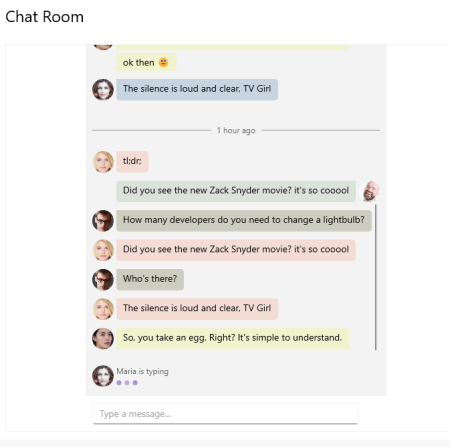 Chat Room
ok then
The silence is loud and clear, TV Girl
1 hour ago
tl;dr;
Did you see the new Zack Snyder movie? it's so cooool
How many developers do you need to change a lightbulb?
Did you see the new Zack Snyder movie? it's so cooool
Who's there?
The silence is loud and clear, TV Girl
So, you take an egg. Right? It's simple to understand.
Maria is typing
Type a message...